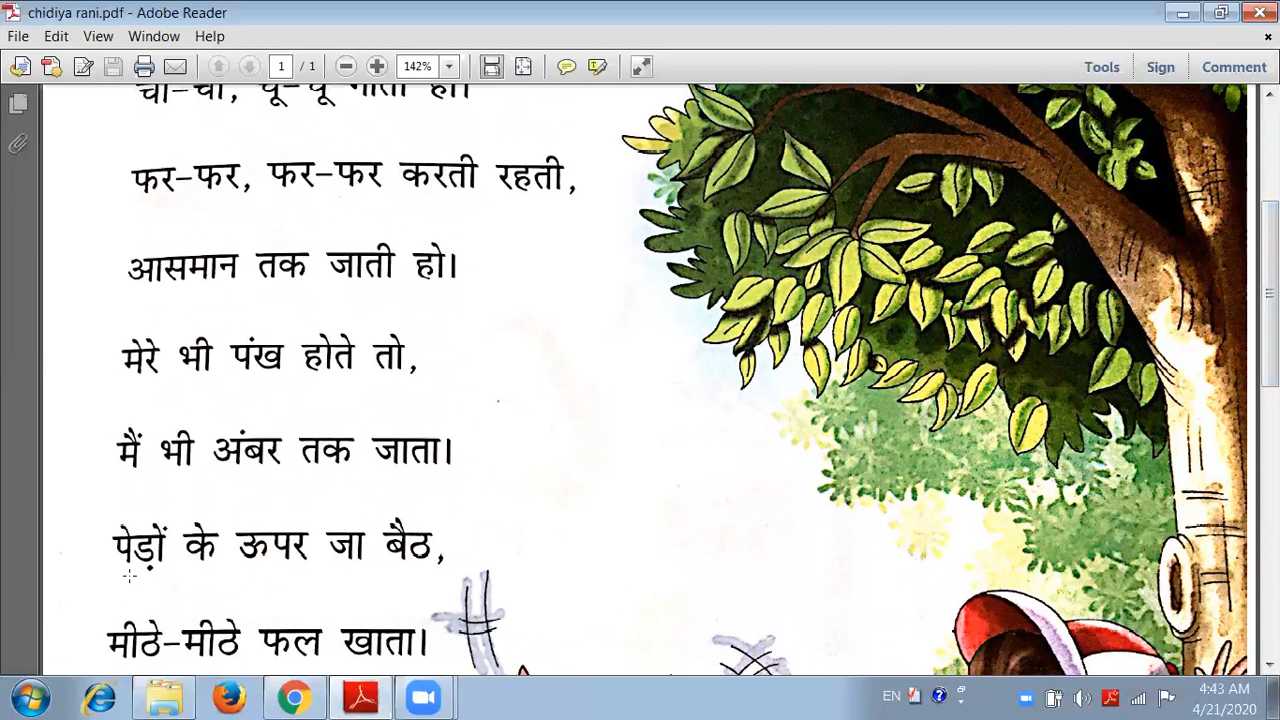 chidiya rani.pdf - Adobe Reader
File Edit View Window Help
1 / 1 142% Tools Sign Comment
फर-फर, फर-फर करती रहती,
आसमान तक जाती हो।
मेरे भी पंख होते तो,
मैं भी अंबर तक जाता।
पेड़ों के ऊपर जा बैठ,
मीठे-मीठे फल खाता।
EN 4:43 AM
4/21/2020